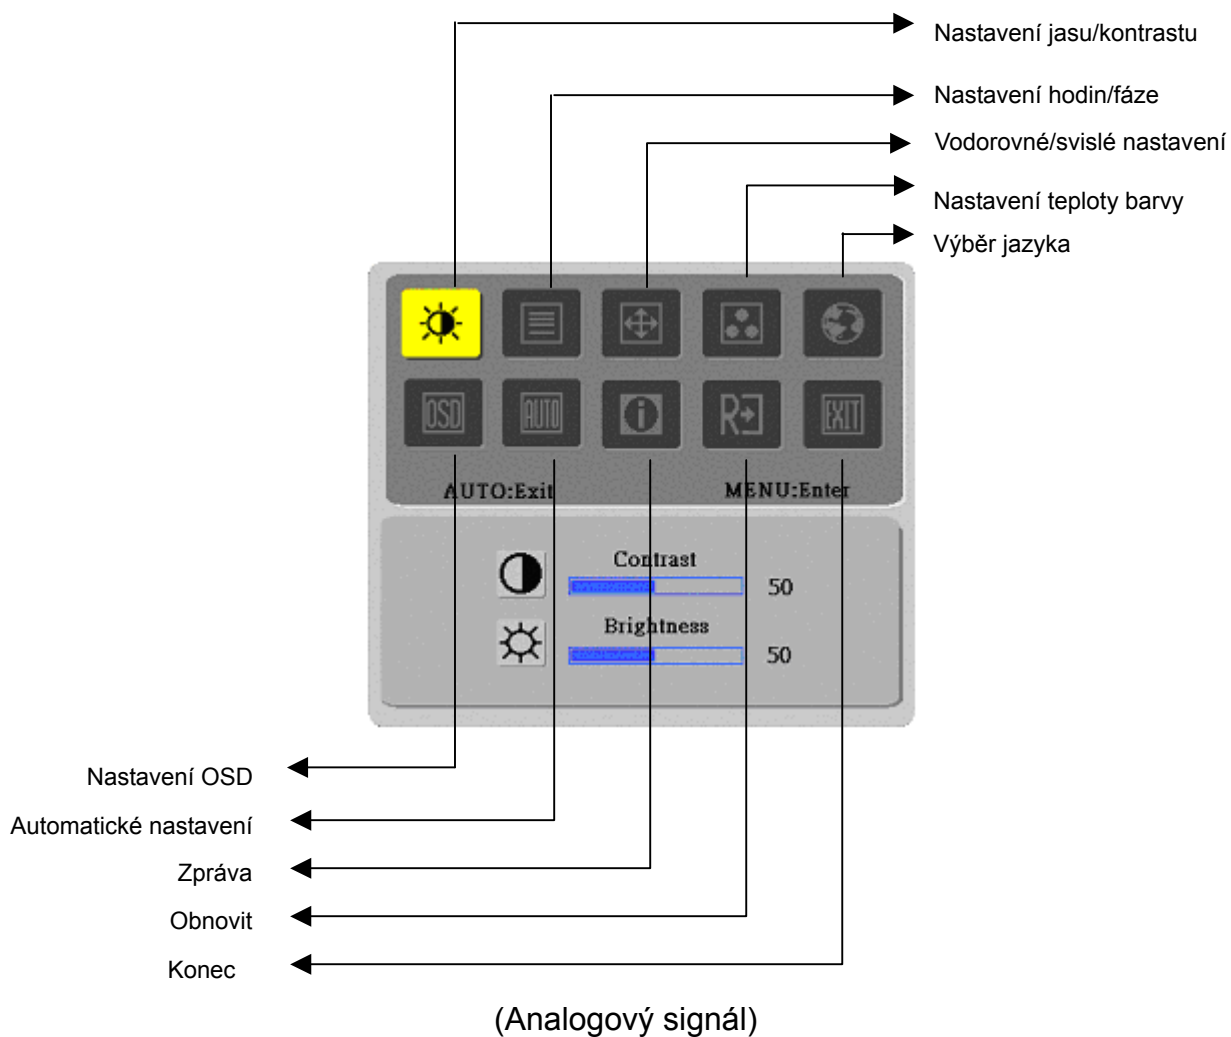 Nastavení jasu/kontrastu
Nastavení hodin/fáze
Vodorovné/svislé nastavení
Nastavení teploty barvy
Výběr jazyka
OSD
AUTO
R
EXIT
AUTO:Exit
MENU:Enter
Contrast
50
Brightness
50
Nastavení OSD
Automatické nastavení
Zpráva
Obnovit
Konec
(Analogový signál)